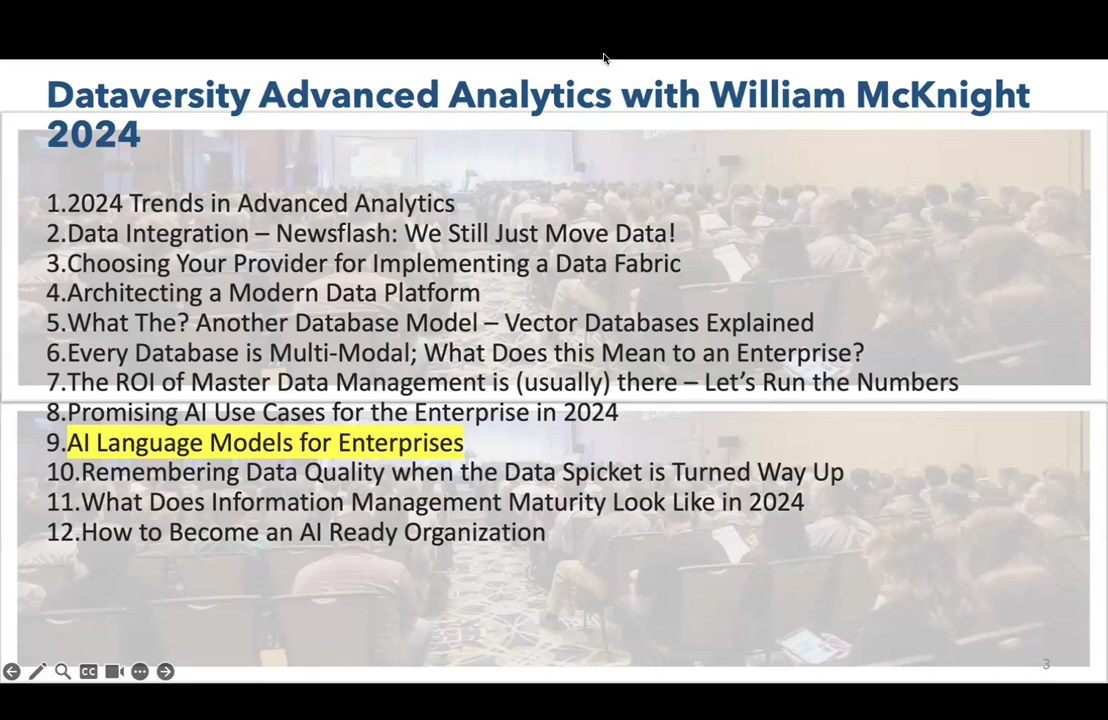 Dataversity Advanced Analytics with William McKnight
2024
1.2024 Trends in Advanced Analytics
2.Data Integration – Newsflash: We Still Just Move Data!
3.Choosing Your Provider for Implementing a Data Fabric
4.Architecting a Modern Data Platform
5.What The? Another Database Model – Vector Databases Explained
6.Every Database is Multi-Modal; What Does this Mean to an Enterprise?
7.The ROI of Master Data Management is (usually) there – Let’s Run the Numbers
8.Promising AI Use Cases for the Enterprise in 2024
9.AI Language Models for Enterprises
10.Remembering Data Quality when the Data Spicket is Turned Way Up
11.What Does Information Management Maturity Look Like in 2024
12.How to Become an AI Ready Organization
CC
3